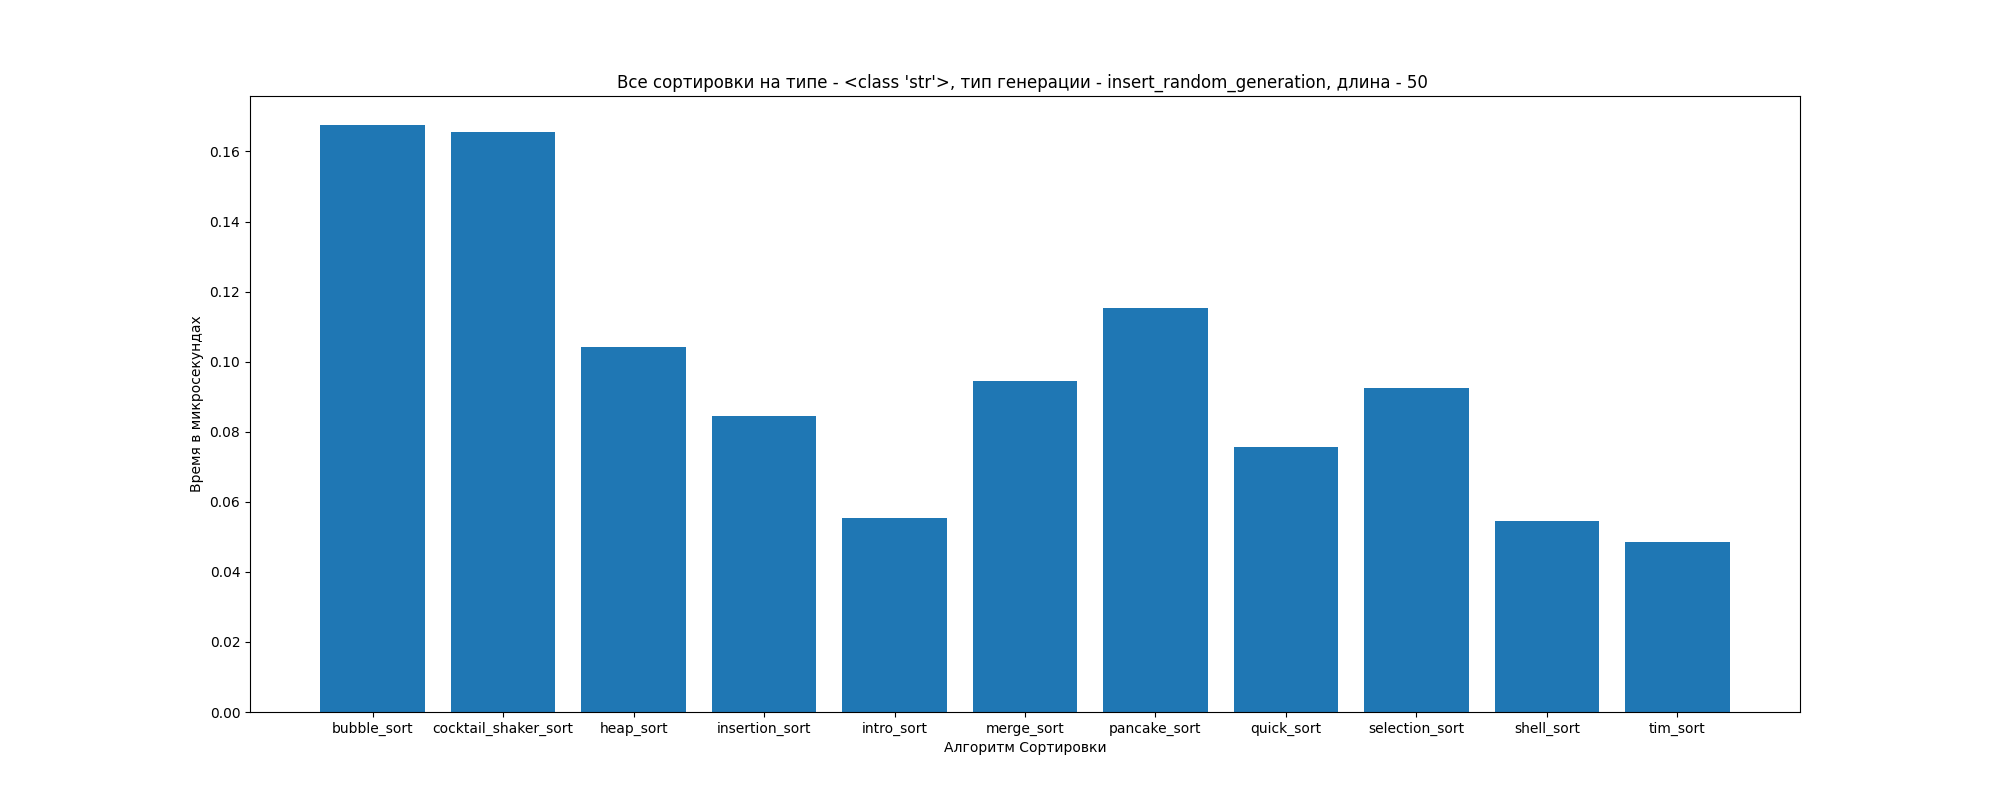 Все сортировки на типе - <class 'str'>, тип генерации - insert_random_generation, длина - 50
Время в микросекундах
0.16
0.14
0.12
0.10
0.08
0.06
0.04
0.02
0.00
bubble_sort cocktail_shaker_sort heap_sort insertion_sort intro_sort merge_sort pancake_sort quick_sort selection_sort shell_sort tim_sort
Алгоритм Сортировки